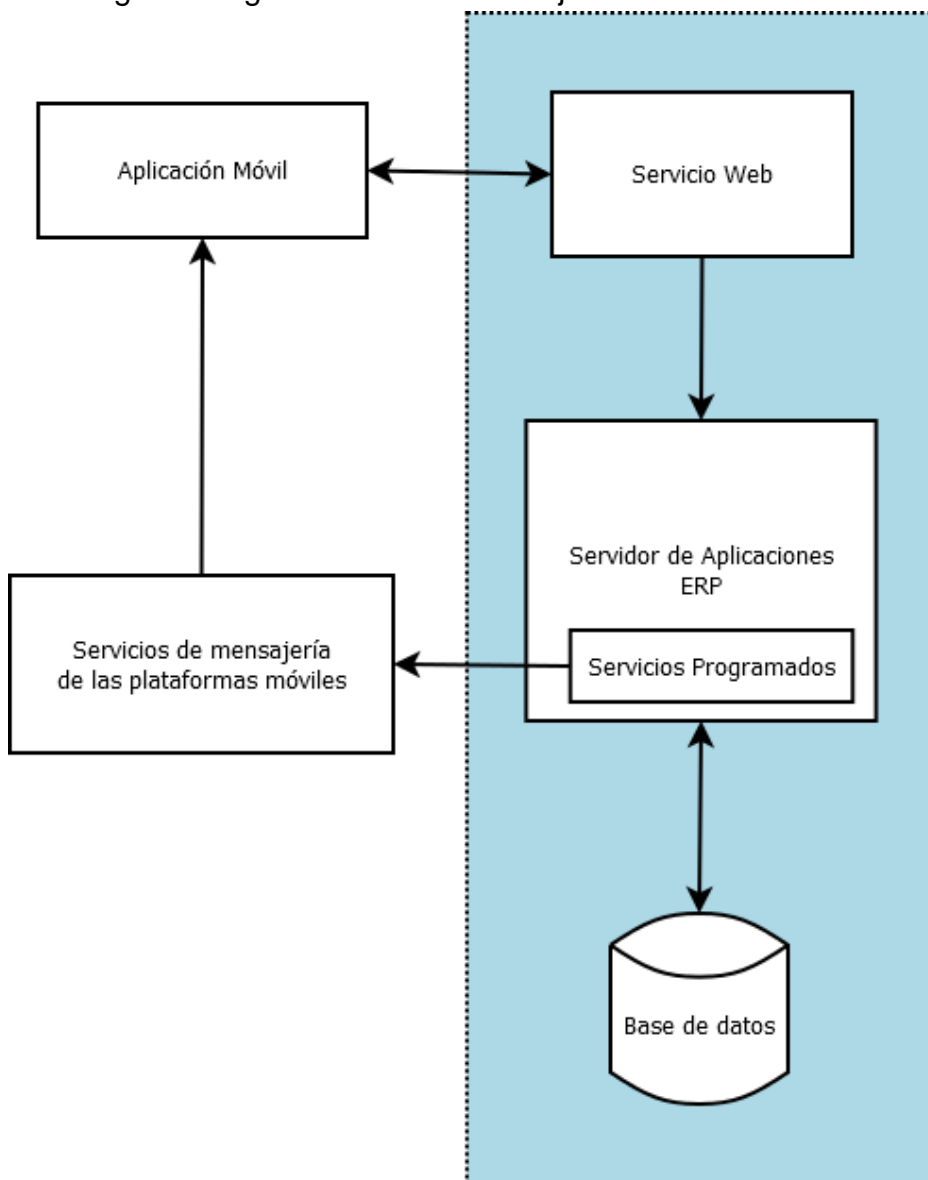 Aplicación Móvil
Servicio Web
Servidor de Aplicaciones
ERP
Servicios de mensajería
de las plataformas móviles
Servicios Programados
Base de datos